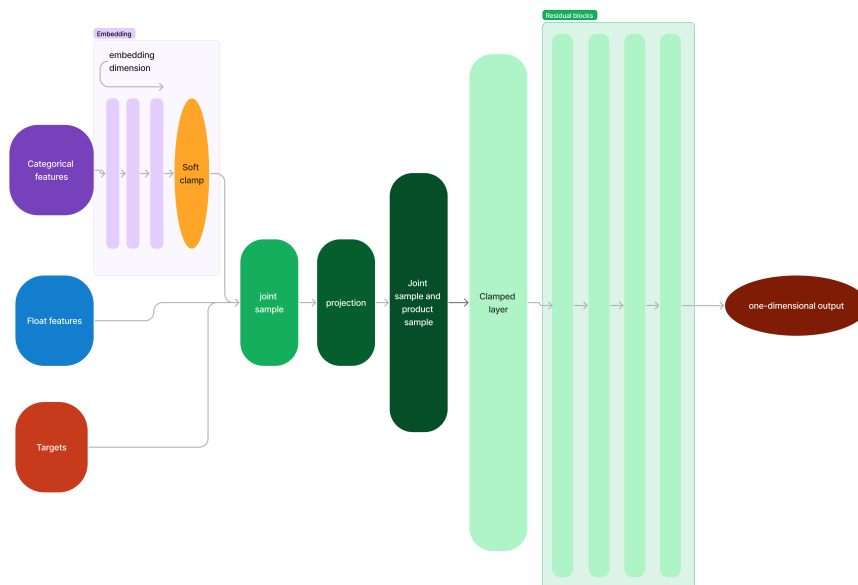 Residual blocks
Embedding
embedding
dimension
Categorical
features
Soft
clamp
Float features
Targets
joint
sample
projection
Joint
sample and
product
sample
Clamped
layer
one-dimensional output